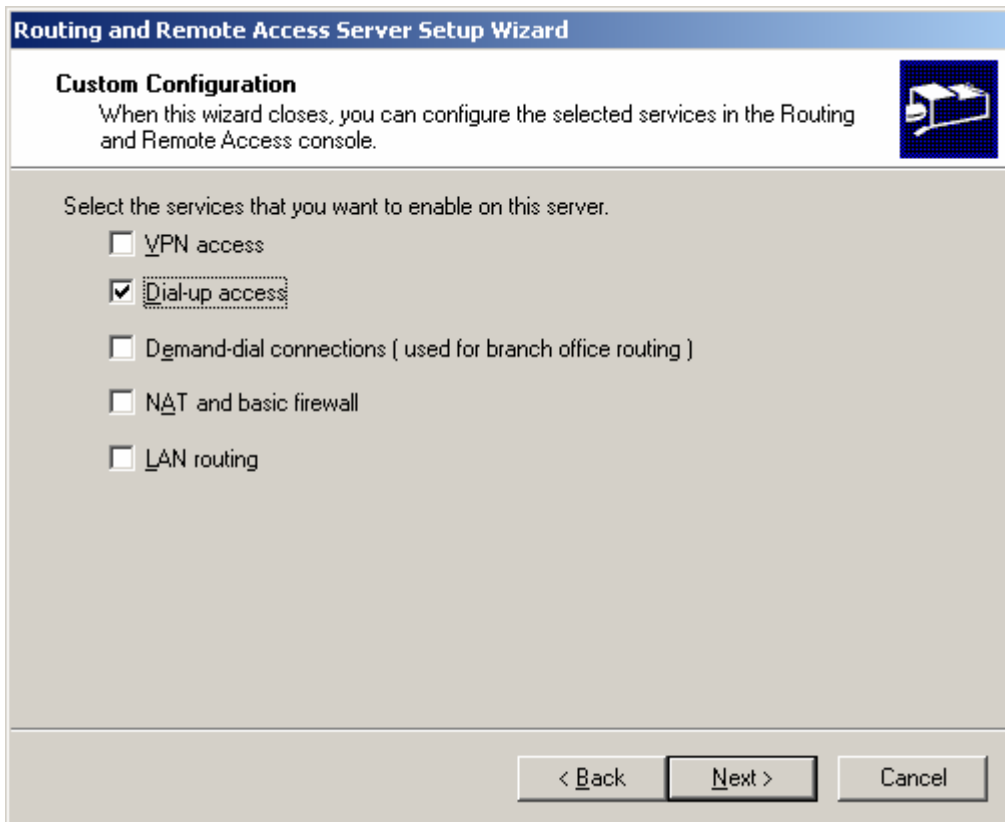 Routing and Remote Access Server Setup Wizard
Custom Configuration
When this wizard closes, you can configure the selected services in the Routing
and Remote Access console.
Select the services that you want to enable on this server.
VPN access
Dial-up access
Demand-dial connections ( used for branch office routing )
NAT and basic firewall
LAN routing
< Back
Next >
Cancel